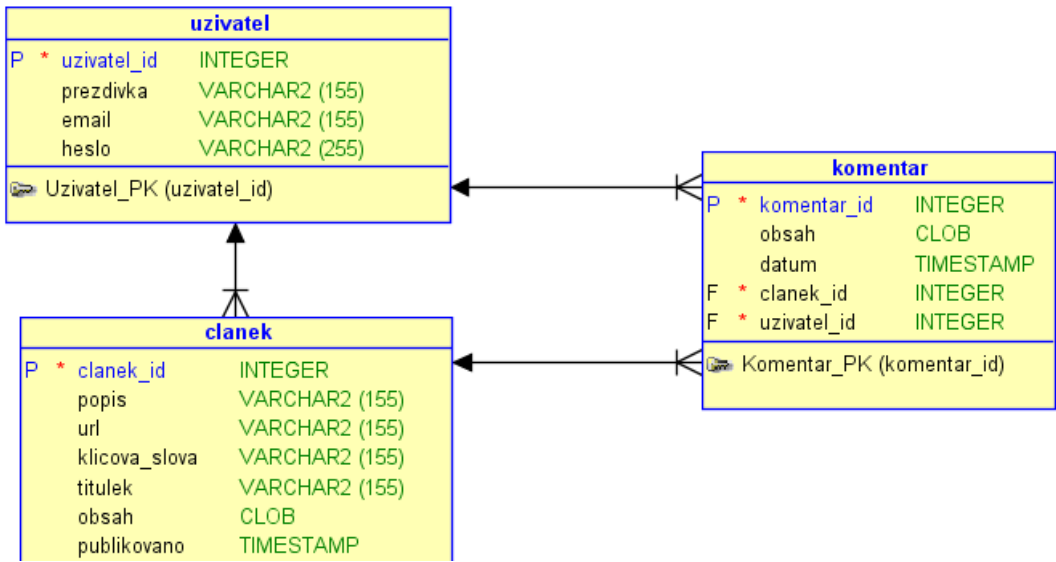 uzivatel
P * uzivatel_id INTEGER
prezdivka VARCHAR2 (155)
email VARCHAR2 (155)
heslo VARCHAR2 (255)
Uzivatel_PK (uzivatel_id)
komentar
P * komentar_id INTEGER
obsah CLOB
datum TIMESTAMP
F * clanek_id INTEGER
F * uzivatel_id INTEGER
Komentar_PK (komentar_id)
clanek
P * clanek_id INTEGER
popis VARCHAR2 (155)
url VARCHAR2 (155)
klicova_slova VARCHAR2 (155)
titulek VARCHAR2 (155)
obsah CLOB
publikovano TIMESTAMP